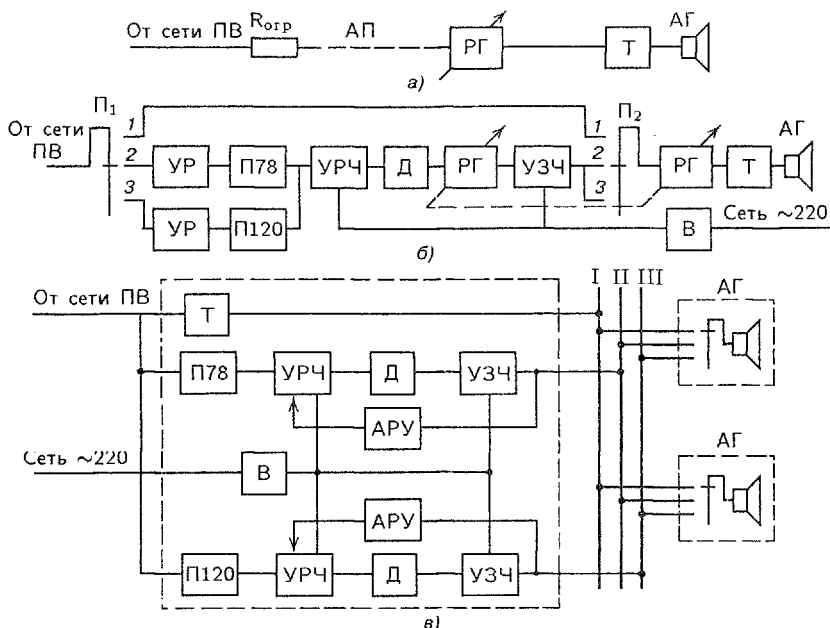 От сети ПВ Rогр АП РГ Т АГ
а)
П1 1 1 П2
От сети ПВ 2 УР П78 УРЧ Д РГ УЗЧ 2 РГ Т АГ
3 УР П120 3 В Сеть ~220
б)
От сети ПВ Т I II III АГ
П78 УРЧ Д УЗЧ
АРУ
Сеть ~220 В АГ
АРУ
П120 УРЧ Д УЗЧ
в)